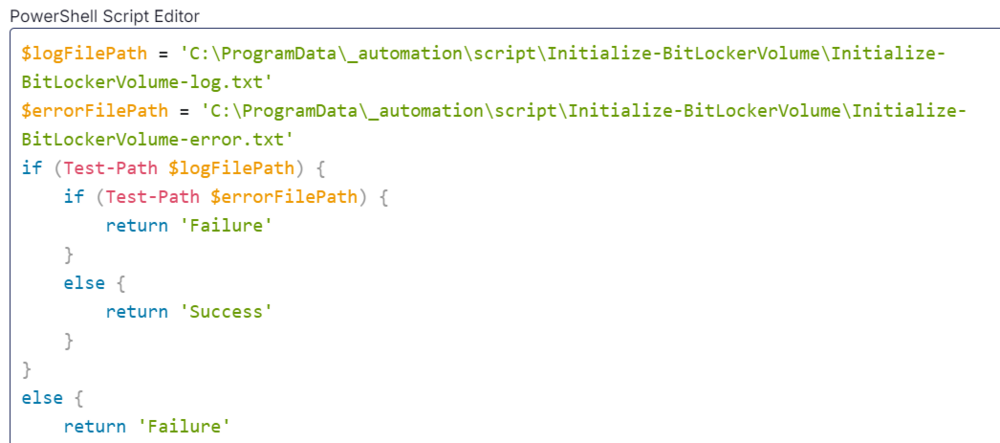 PowerShell Script Editor
$logFilePath = 'C:\ProgramData\_automation\script\Initialize-BitLockerVolume\Initialize-
BitLockerVolume-log.txt'
$errorFilePath = 'C:\ProgramData\_automation\script\Initialize-BitLockerVolume\Initialize-
BitLockerVolume-error.txt'
if (Test-Path $logFilePath) {
    if (Test-Path $errorFilePath) {
        return 'Failure'
    }
    else {
        return 'Success'
    }
}
else {
    return 'Failure'